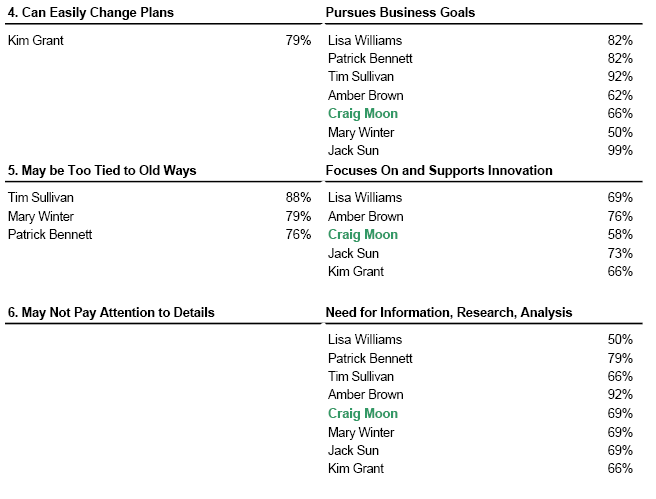 4. Can Easily Change Plans Pursues Business Goals
Kim Grant 79% Lisa Williams 82%
Patrick Bennett 82%
Tim Sullivan 92%
Amber Brown 62%
Craig Moon 66%
Mary Winter 50%
Jack Sun 99%
5. May be Too Tied to Old Ways Focuses On and Supports Innovation
Tim Sullivan 88% Lisa Williams 69%
Mary Winter 79% Amber Brown 76%
Patrick Bennett 76% Craig Moon 58%
Jack Sun 73%
Kim Grant 66%
6. May Not Pay Attention to Details Need for Information, Research, Analysis
Lisa Williams 50%
Patrick Bennett 79%
Tim Sullivan 66%
Amber Brown 92%
Craig Moon 69%
Mary Winter 69%
Jack Sun 69%
Kim Grant 66%